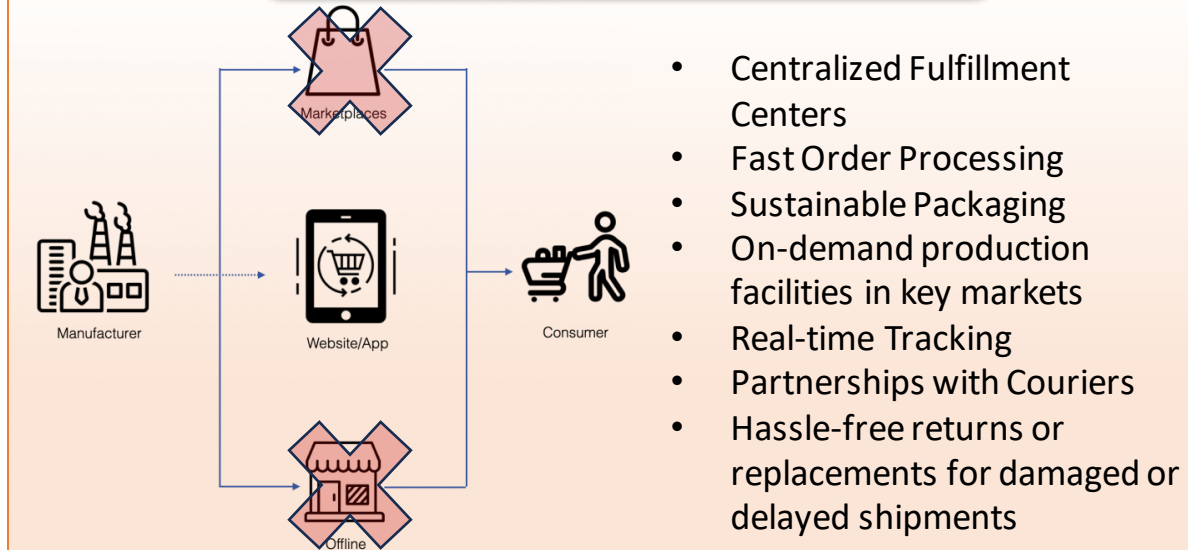 Marketplaces
Manufacturer
Website/App
Consumer
Offline
• Centralized Fulfillment
Centers
• Fast Order Processing
• Sustainable Packaging
• On-demand production
facilities in key markets
• Real-time Tracking
• Partnerships with Couriers
• Hassle-free returns or
replacements for damaged or
delayed shipments